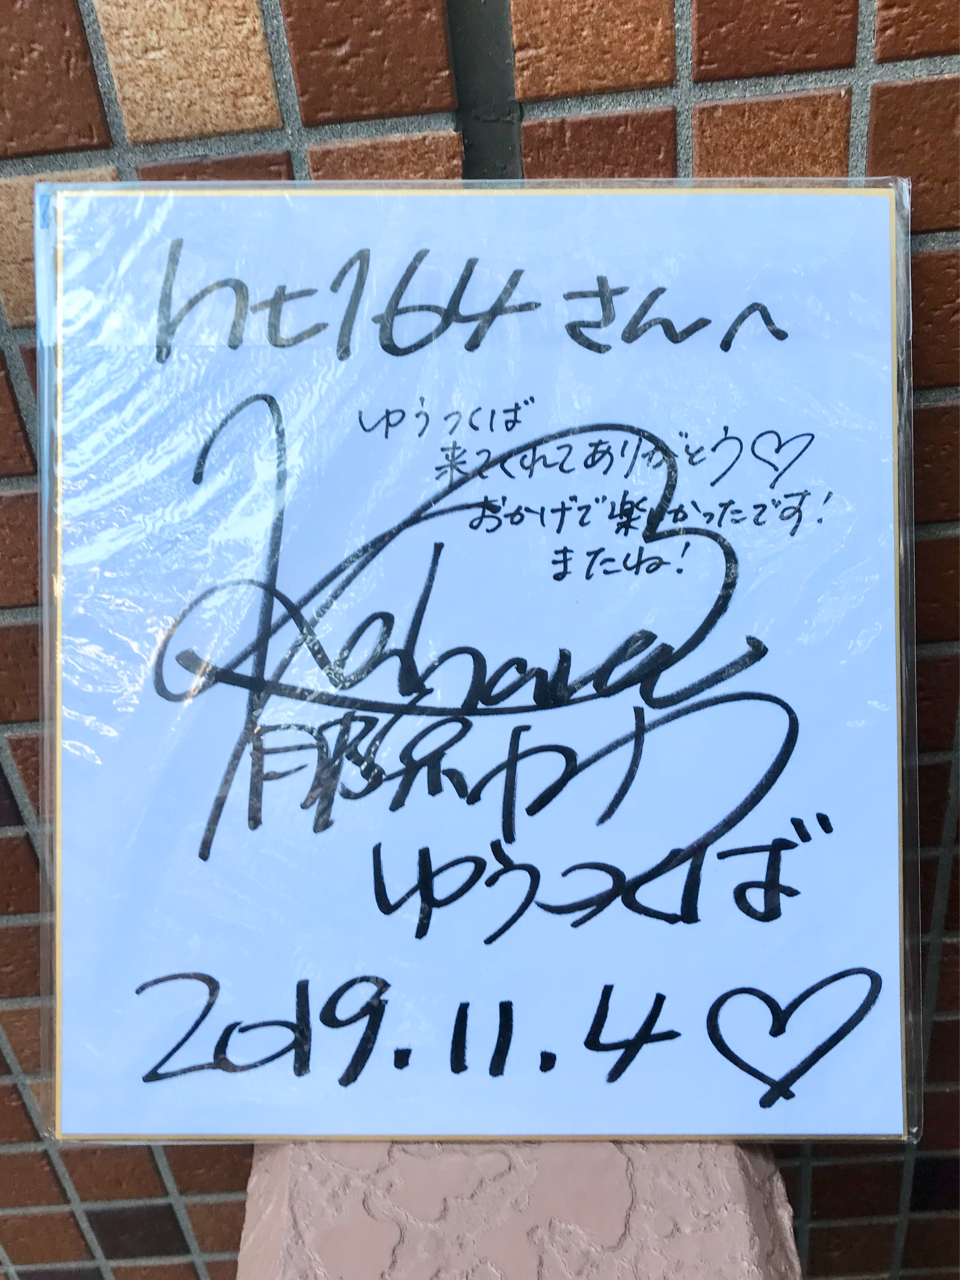 ht164さんへ
ゆうつくば
来てくれてありがとう♡
おかげで楽しかったです!
またね!
ゆうつくば
2019.11.4♡